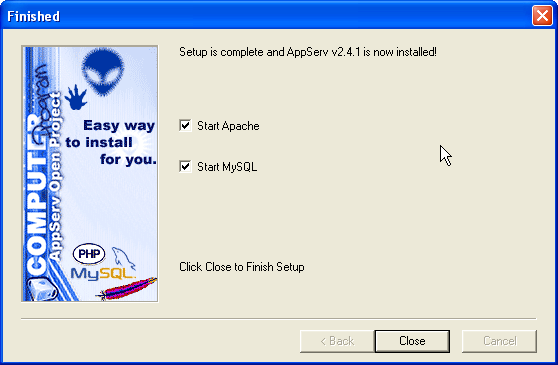 Finished
Setup is complete and AppServ v2.4.1 is now installed!
COMPUTER
Program
AppServ Open Project
Easy way
to install
for you.
PHP
MySQL
Start Apache
Start MySQL
Click Close to Finish Setup
< Back
Close
Cancel